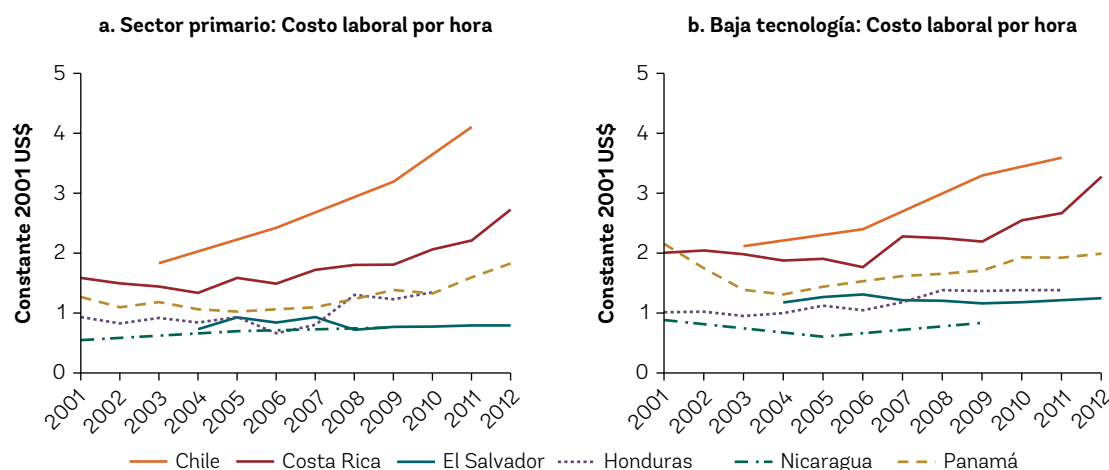 a. Sector primario: Costo laboral por hora
Constante 2001 US$
5
4
3
2
1
0
2001 2002 2003 2004 2005 2006 2007 2008 2009 2010 2011 2012
b. Baja tecnología: Costo laboral por hora
Constante 2001 US$
5
4
3
2
1
0
2001 2002 2003 2004 2005 2006 2007 2008 2009 2010 2011 2012
Chile Costa Rica El Salvador Honduras Nicaragua Panamá